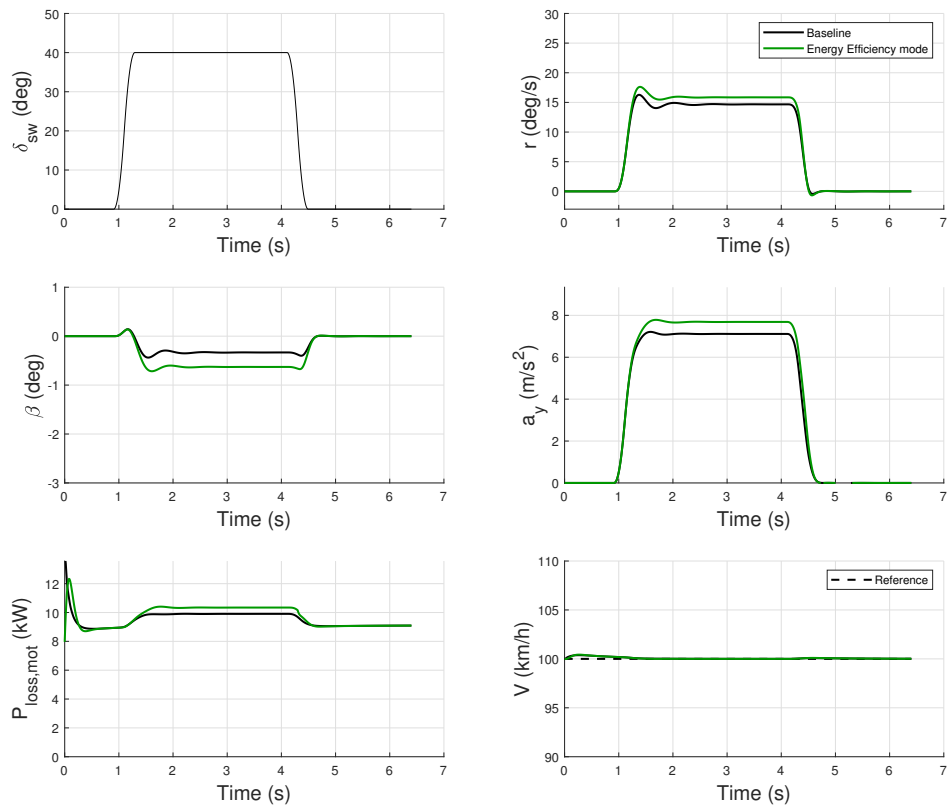 50
40
30
20
10
0
δsw (deg)
0 1 2 3 4 5 6 7
Time (s)
30
25
20
15
10
5
0
r (deg/s)
Baseline
Energy Efficiency mode
0 1 2 3 4 5 6 7
Time (s)
1
0
-1
-2
-3
β (deg)
0 1 2 3 4 5 6 7
Time (s)
8
6
4
2
0
a_y (m/s²)
0 1 2 3 4 5 6 7
Time (s)
12
10
8
6
4
2
0
P_loss,mot (kW)
0 1 2 3 4 5 6 7
Time (s)
110
105
100
95
90
V (km/h)
Reference
0 1 2 3 4 5 6 7
Time (s)